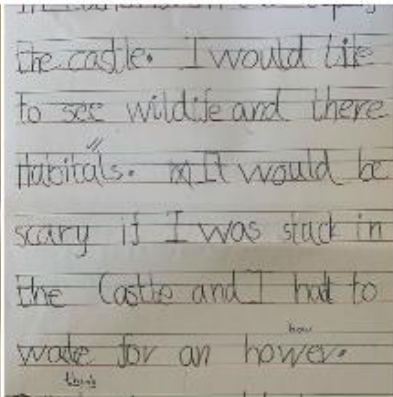 the castle. I would like
to see wildlife and there
Habitats. It would be
scary if I was stuck in
the Castle and I had to
wate for an hower.